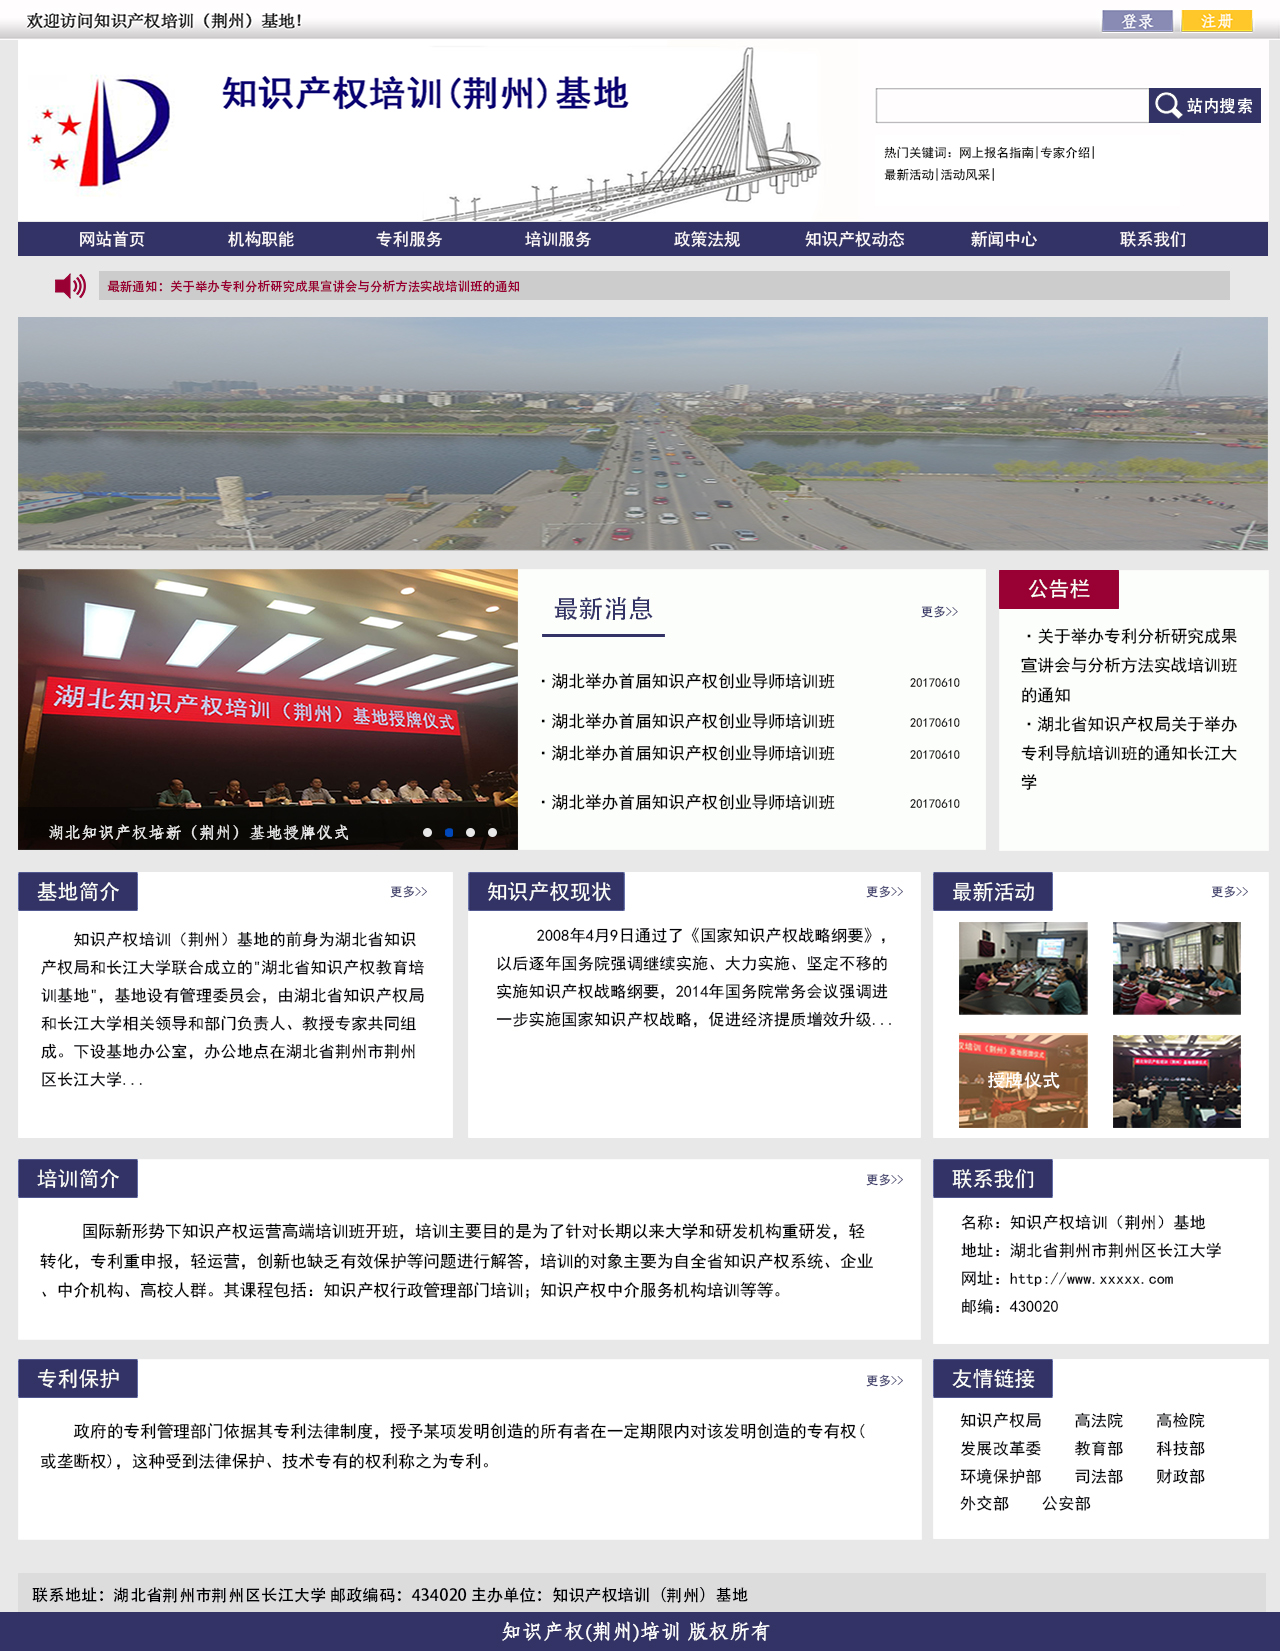 欢迎访问知识产权培训（荆州）基地！
登录
注册
知识产权培训(荆州)基地
站内搜索
热门关键词：网上报名指南|专家介绍|
最新活动|活动风采|
网站首页 机构职能 专利服务 培训服务 政策法规 知识产权动态 新闻中心 联系我们
最新通知：关于举办专利分析研究成果宣讲会与分析方法实战培训班的通知
湖北知识产权培训（荆州）基地授牌仪式
湖北知识产权培新（荆州）基地授牌仪式
最新消息
更多>>
·湖北举办首届知识产权创业导师培训班 20170610
·湖北举办首届知识产权创业导师培训班 20170610
·湖北举办首届知识产权创业导师培训班 20170610
·湖北举办首届知识产权创业导师培训班 20170610
公告栏
·关于举办专利分析研究成果
宣讲会与分析方法实战培训班
的通知
·湖北省知识产权局关于举办
专利导航培训班的通知长江大
学
基地简介
更多>>
知识产权培训（荆州）基地的前身为湖北省知识
产权局和长江大学联合成立的"湖北省知识产权教育培
训基地"，基地设有管理委员会，由湖北省知识产权局
和长江大学相关领导和部门负责人、教授专家共同组
成。下设基地办公室，办公地点在湖北省荆州市荆州
区长江大学...
知识产权现状
更多>>
2008年4月9日通过了《国家知识产权战略纲要》，
以后逐年国务院强调继续实施、大力实施、坚定不移的
实施知识产权战略纲要，2014年国务院常务会议强调进
一步实施国家知识产权战略，促进经济提质增效升级...
最新活动
更多>>
授牌仪式
培训简介
更多>>
国际新形势下知识产权运营高端培训班开班，培训主要目的是为了针对长期以来大学和研发机构重研发，轻
转化，专利重申报，轻运营，创新也缺乏有效保护等问题进行解答，培训的对象主要为自全省知识产权系统、企业
、中介机构、高校人群。其课程包括：知识产权行政管理部门培训；知识产权中介服务机构培训等等。
联系我们
名称：知识产权培训（荆州）基地
地址：湖北省荆州市荆州区长江大学
网址：http://www.xxxxx.com
邮编：430020
专利保护
更多>>
政府的专利管理部门依据其专利法律制度，授予某项发明创造的所有者在一定期限内对该发明创造的专有权(
或垄断权)，这种受到法律保护、技术专有的权利称之为专利。
友情链接
知识产权局 高法院 高检院
发展改革委 教育部 科技部
环境保护部 司法部 财政部
外交部 公安部
联系地址：湖北省荆州市荆州区长江大学 邮政编码：434020 主办单位：知识产权培训（荆州）基地
知识产权(荆州)培训 版权所有